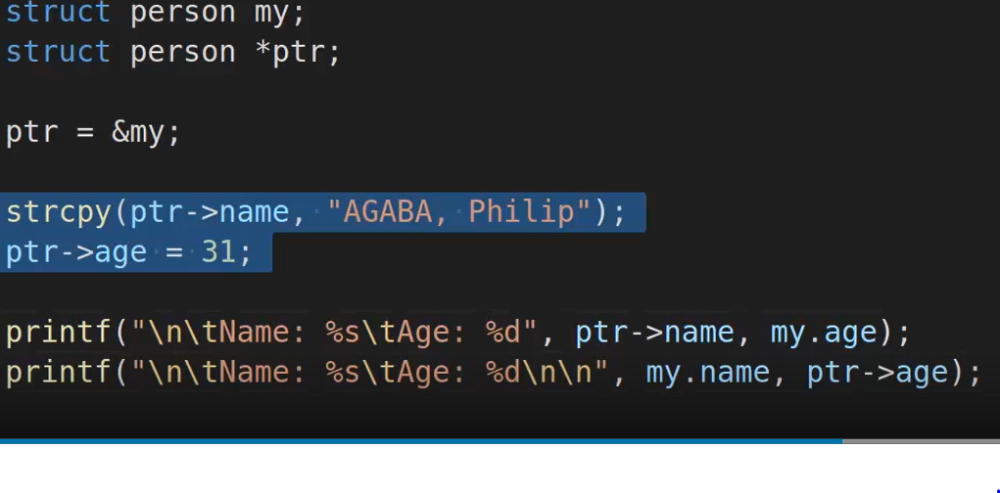 struct person my;
struct person *ptr;
ptr = &my;
strcpy(ptr->name, "AGABA, Philip");
ptr->age = 31;
printf("\n\tName: %s\tAge: %d", ptr->name, my.age);
printf("\n\tName: %s\tAge: %d\n\n", my.name, ptr->age);